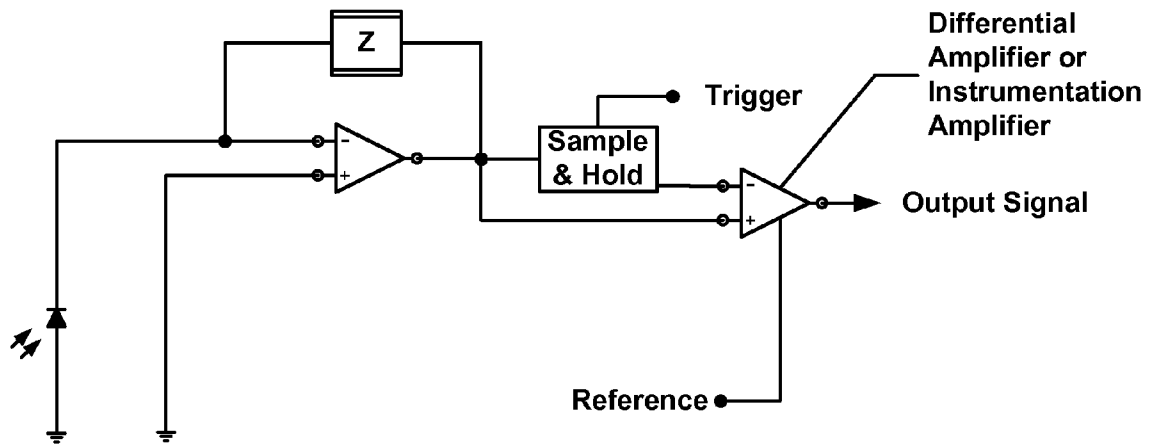 Z
-
+
Trigger
Sample
& Hold
-
+
Differential
Amplifier or
Instrumentation
Amplifier
Output Signal
Reference